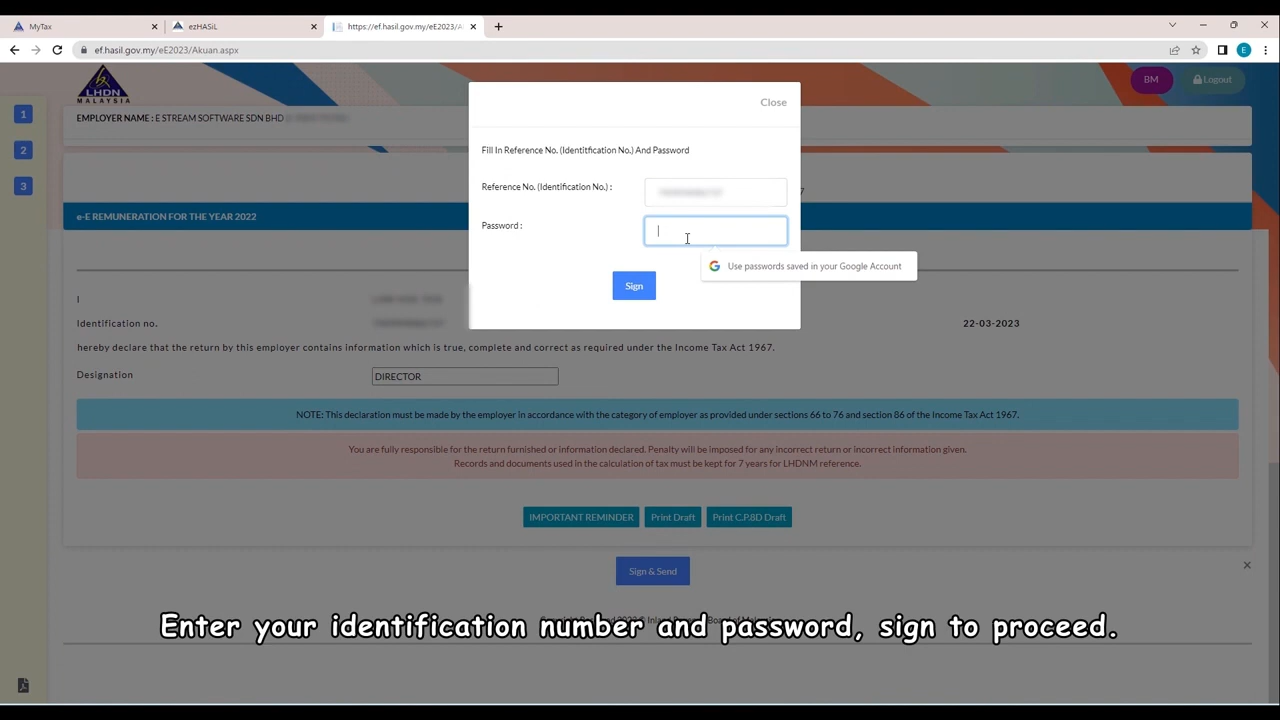 MyTax
ezHASiL
https://ef.hasil.gov.my/eE2023/A
ef.hasil.gov.my/eE2023/Akuan.aspx
E
LHDN
MALAYSIA
BM
Logout
1
2
3
EMPLOYER NAME : E STREAM SOFTWARE SDN BHD
Close
Fill In Reference No. (Identitfication No.) And Password
Reference No. (Identification No.) :
7
Password :
Use passwords saved in your Google Account
Sign
e-E REMUNERATION FOR THE YEAR 2022
I
Identification no.
22-03-2023
hereby declare that the return by this employer contains information which is true, complete and correct as required under the Income Tax Act 1967.
Designation
DIRECTOR
NOTE: This declaration must be made by the employer in accordance with the category of employer as provided under sections 66 to 76 and section 86 of the Income Tax Act 1967.
You are fully responsible for the return furnished or information declared. Penalty will be imposed for any incorrect return or incorrect information given.
Records and documents used in the calculation of tax must be kept for 7 years for LHDNM reference.
IMPORTANT REMINDER
Print Draft
Print C.P.8D Draft
Sign & Send
Enter your identification number and password, sign to proceed.